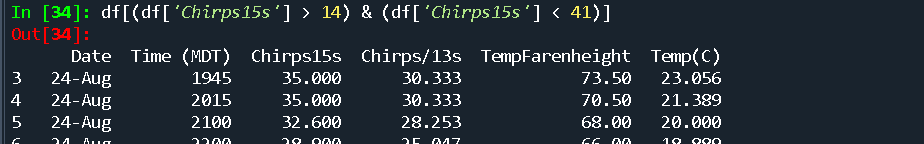 In [34]: df[(df['Chirps15s'] > 14) & (df['Chirps15s'] < 41)]
Out[34]:
Date Time (MDT) Chirps15s Chirps/13s TempFarenheight Temp(C)
3 24-Aug 1945 35.000 30.333 73.50 23.056
4 24-Aug 2015 35.000 30.333 70.50 21.389
5 24-Aug 2100 32.600 28.253 68.00 20.000
6 24-Aug 2200 28.900 25.047 66.00 18.889